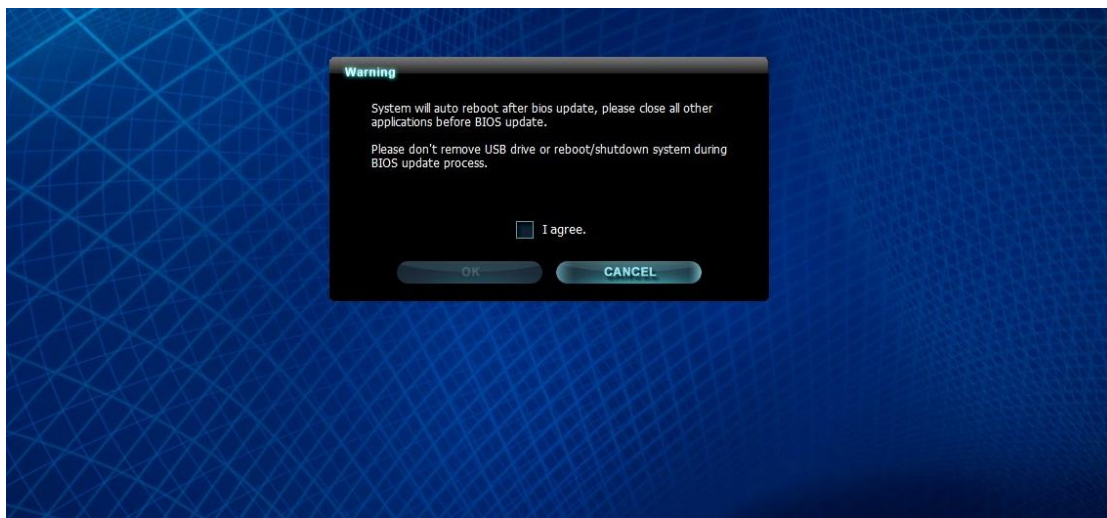 Warning
System will auto reboot after bios update, please close all other
applications before BIOS update.
Please don't remove USB drive or reboot/shutdown system during
BIOS update process.
I agree.
OK
CANCEL